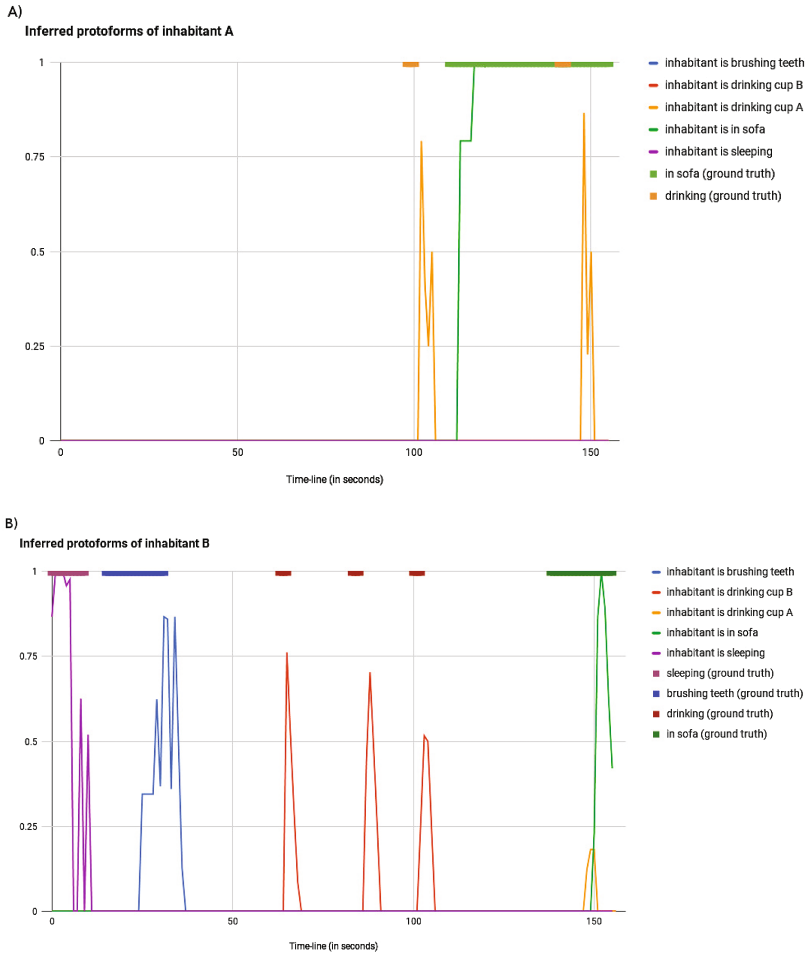 A)
Inferred protoforms of inhabitant A
1
0.75
0.5
0.25
0
0
50
100
150
Time-line (in seconds)
inhabitant is brushing teeth
inhabitant is drinking cup B
inhabitant is drinking cup A
inhabitant is in sofa
inhabitant is sleeping
in sofa (ground truth)
drinking (ground truth)
B)
Inferred protoforms of inhabitant B
1
0.75
0.5
0.25
0
0
50
100
150
Time-line (in seconds)
inhabitant is brushing teeth
inhabitant is drinking cup B
inhabitant is drinking cup A
inhabitant is in sofa
inhabitant is sleeping
sleeping (ground truth)
brushing teeth (ground truth)
drinking (ground truth)
in sofa (ground truth)